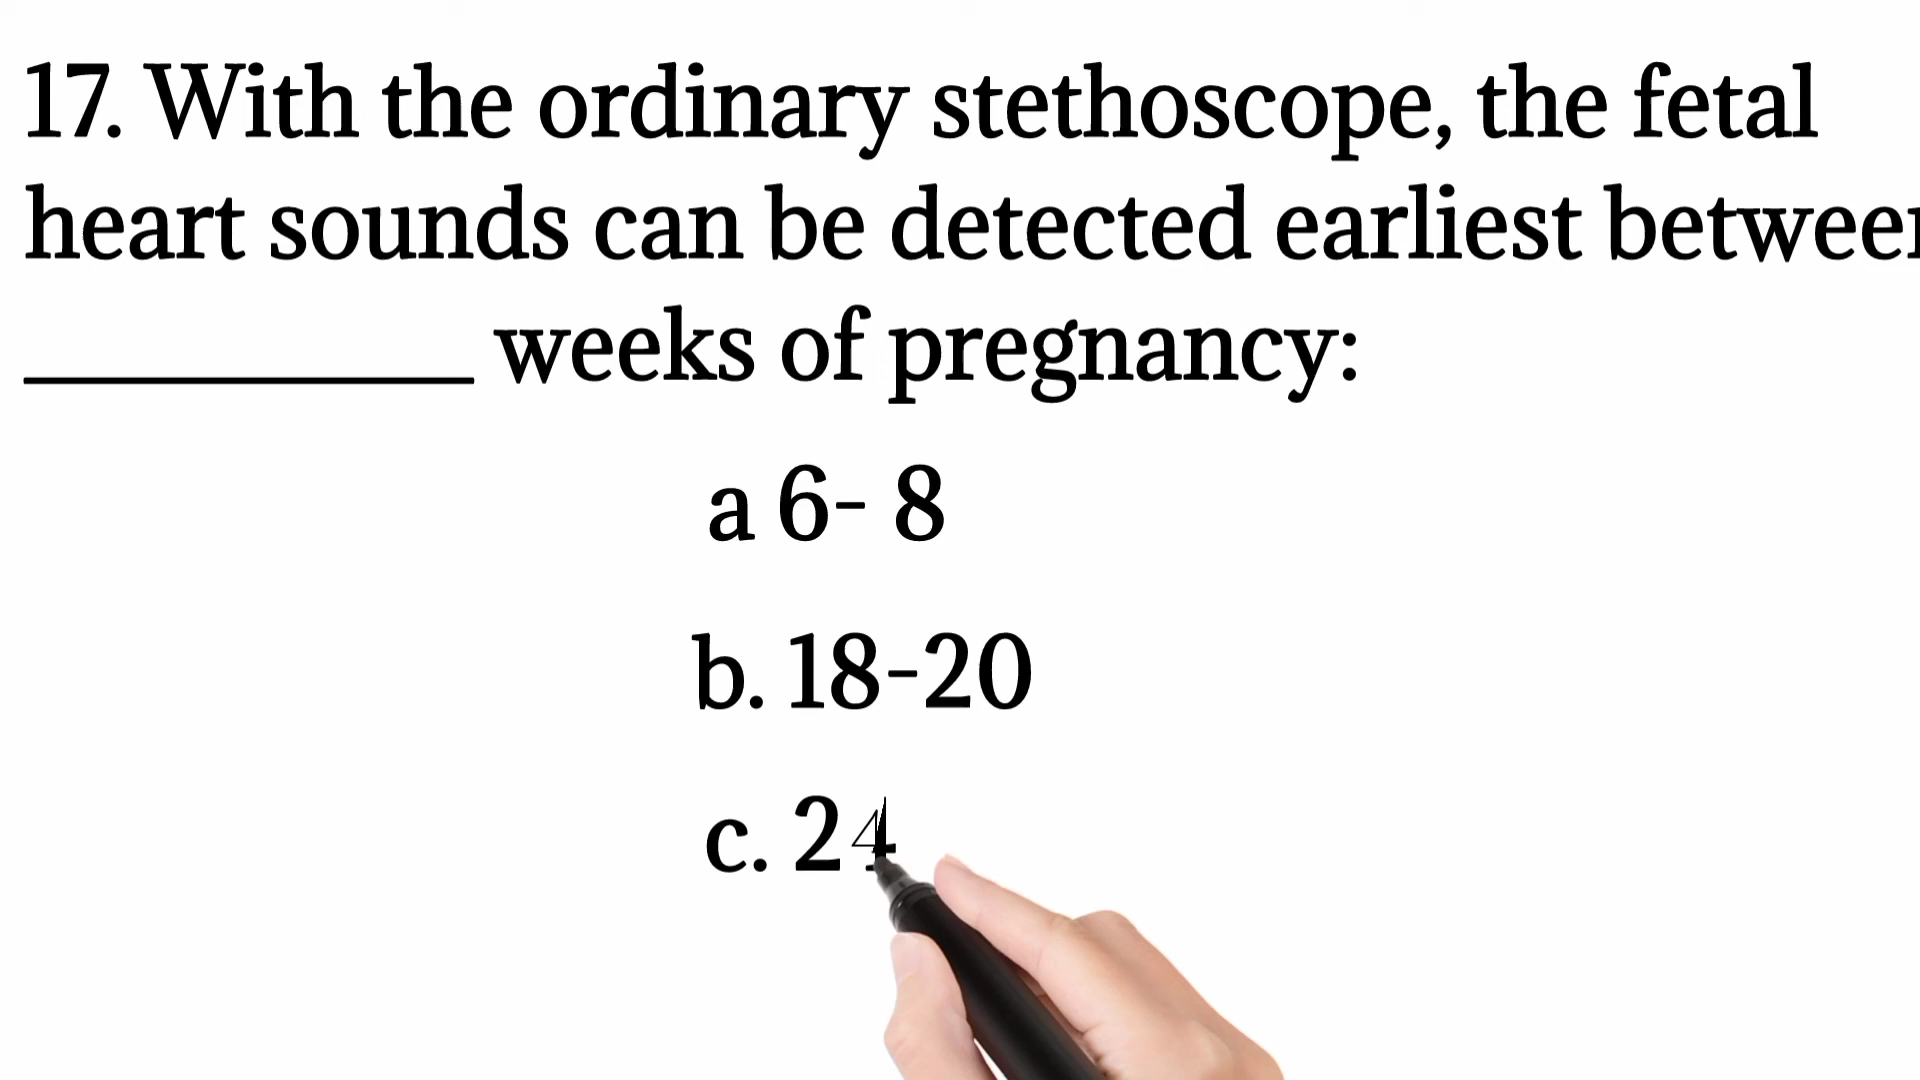 17. With the ordinary stethoscope, the fetal
heart sounds can be detected earliest between
__________ weeks of pregnancy:
a 6- 8
b. 18-20
c. 24